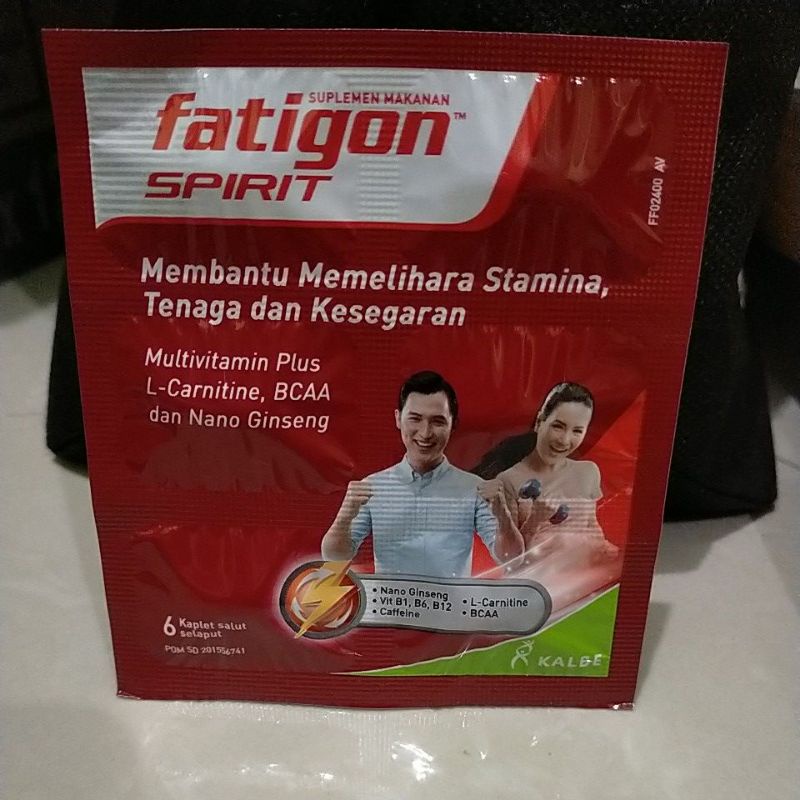 SUPLEMEN MAKANAN
fatigon™
SPIRIT
FF02400 AV
Membantu Memelihara Stamina,
Tenaga dan Kesegaran
Multivitamin Plus
L-Carnitine, BCAA
dan Nano Ginseng
• Nano Ginseng
• Vit B1, B6, B12
• Caffeine
• L-Carnitine
• BCAA
6 Kaplet salut
selaput
POM SD 201556741
KALBE